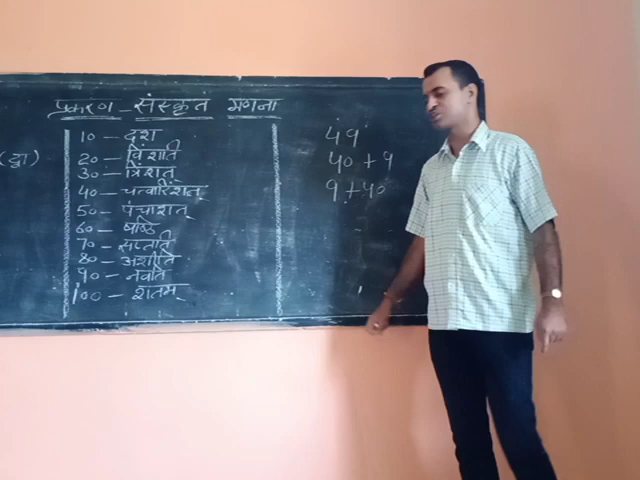 प्रकरण - संस्कृत गणना
(ट्ठा)
10 - दश
20 - विंशति
30 - त्रिंशत्
40 - चत्वारिंशत्
50 - पंचाशत्
60 - षष्ठि
70 - सप्तति
80 - अशीति
90 - नवति
100 - शतम्
49
40 + 9
9 + 40